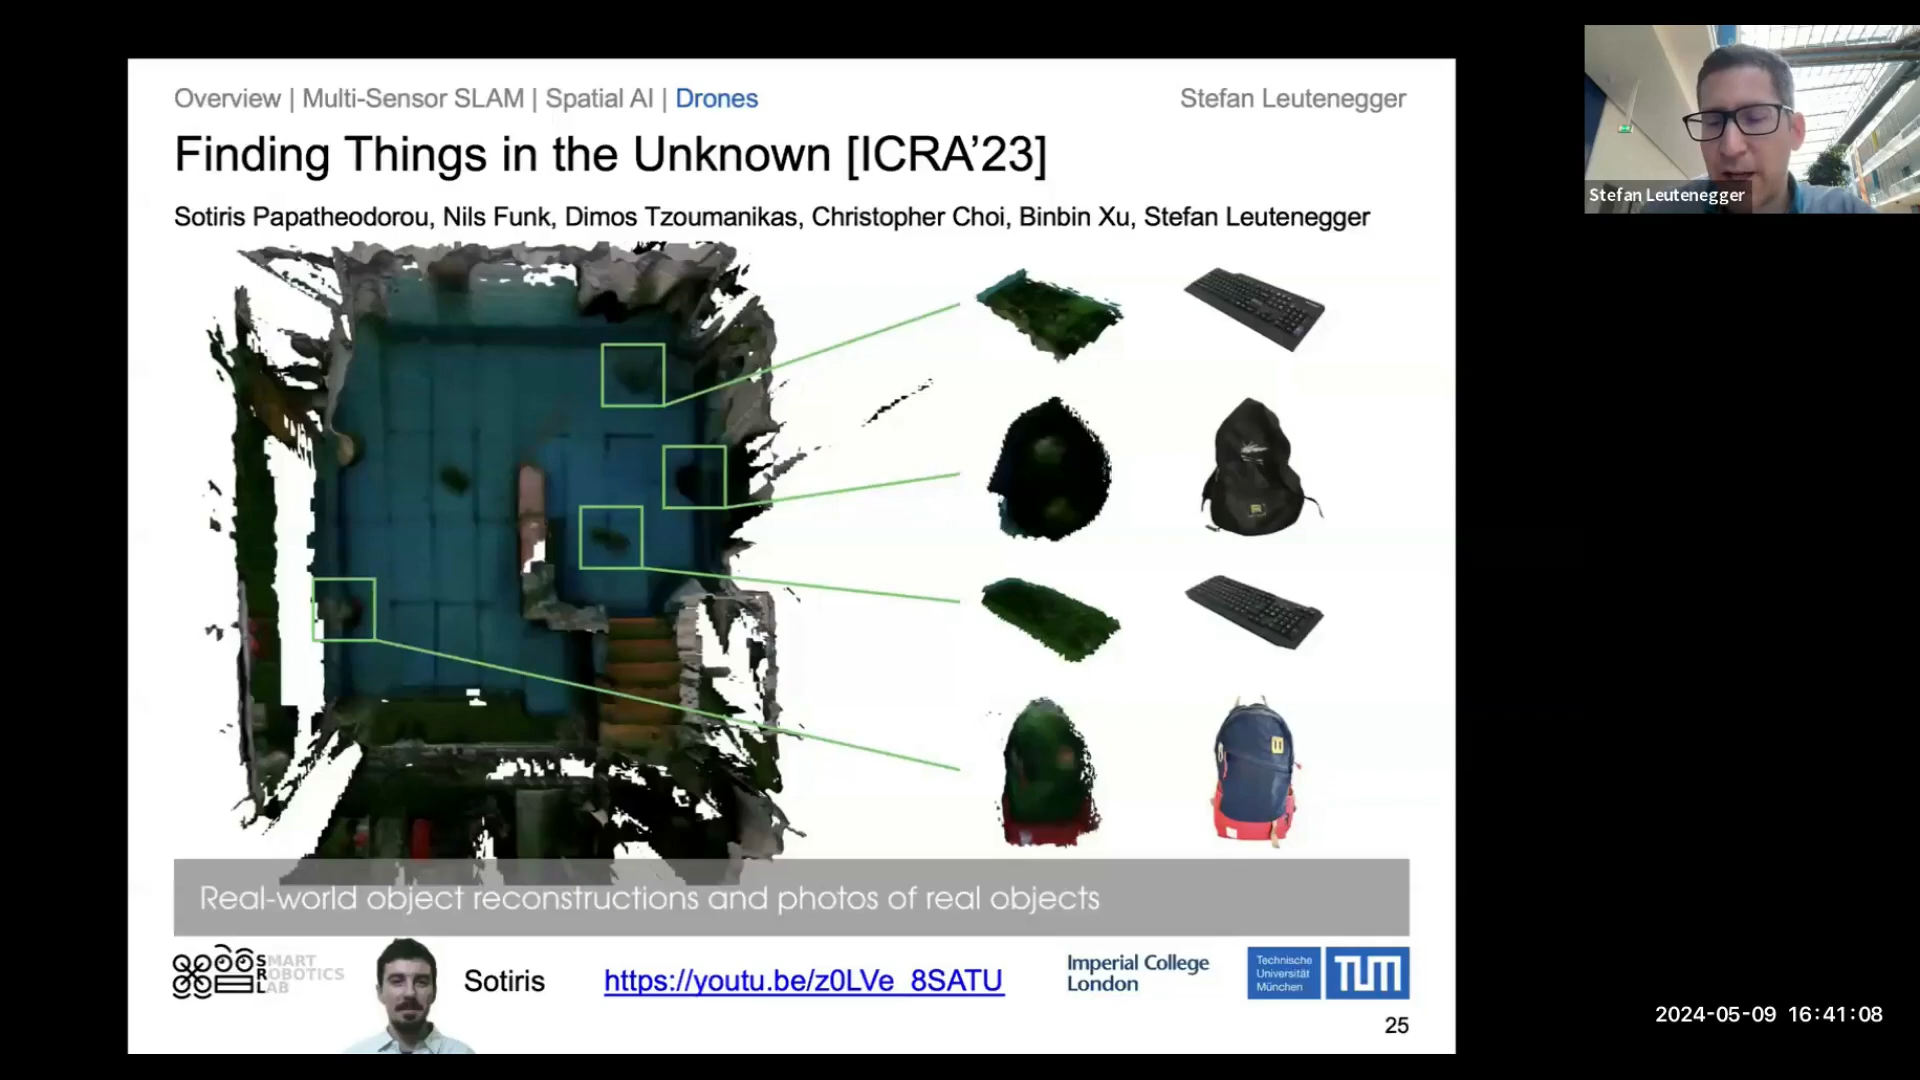 Overview | Multi-Sensor SLAM | Spatial AI | Drones
Stefan Leutenegger
Finding Things in the Unknown [ICRA'23]
Sotiris Papatheodorou, Nils Funk, Dimos Tzoumanikas, Christopher Choi, Binbin Xu, Stefan Leutenegger
Stefan Leutenegger
Real-world object reconstructions and photos of real objects
SMART
ROBOTICS
LAB
Sotiris
https://youtu.be/z0LVe_8SATU
Imperial College
London
Technische
Universität
München
TUM
25
2024-05-09 16:41:08